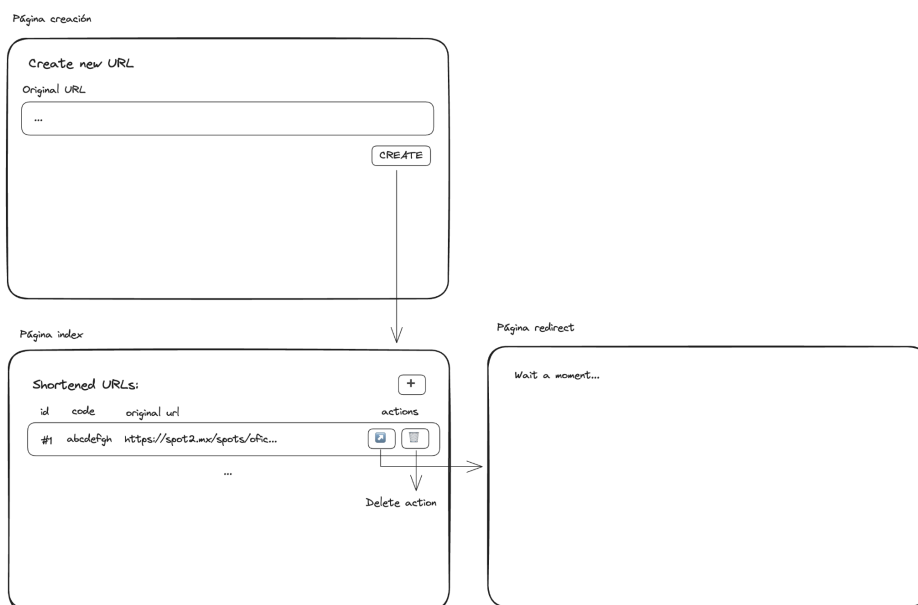 Página creación
Create new URL
Original URL
...
CREATE
Página index
Shortened URLs:
+
id code original url actions
#1 abcdefgh https://spot2.mx/spots/ofic...
...
Delete action
Página redirect
Wait a moment...